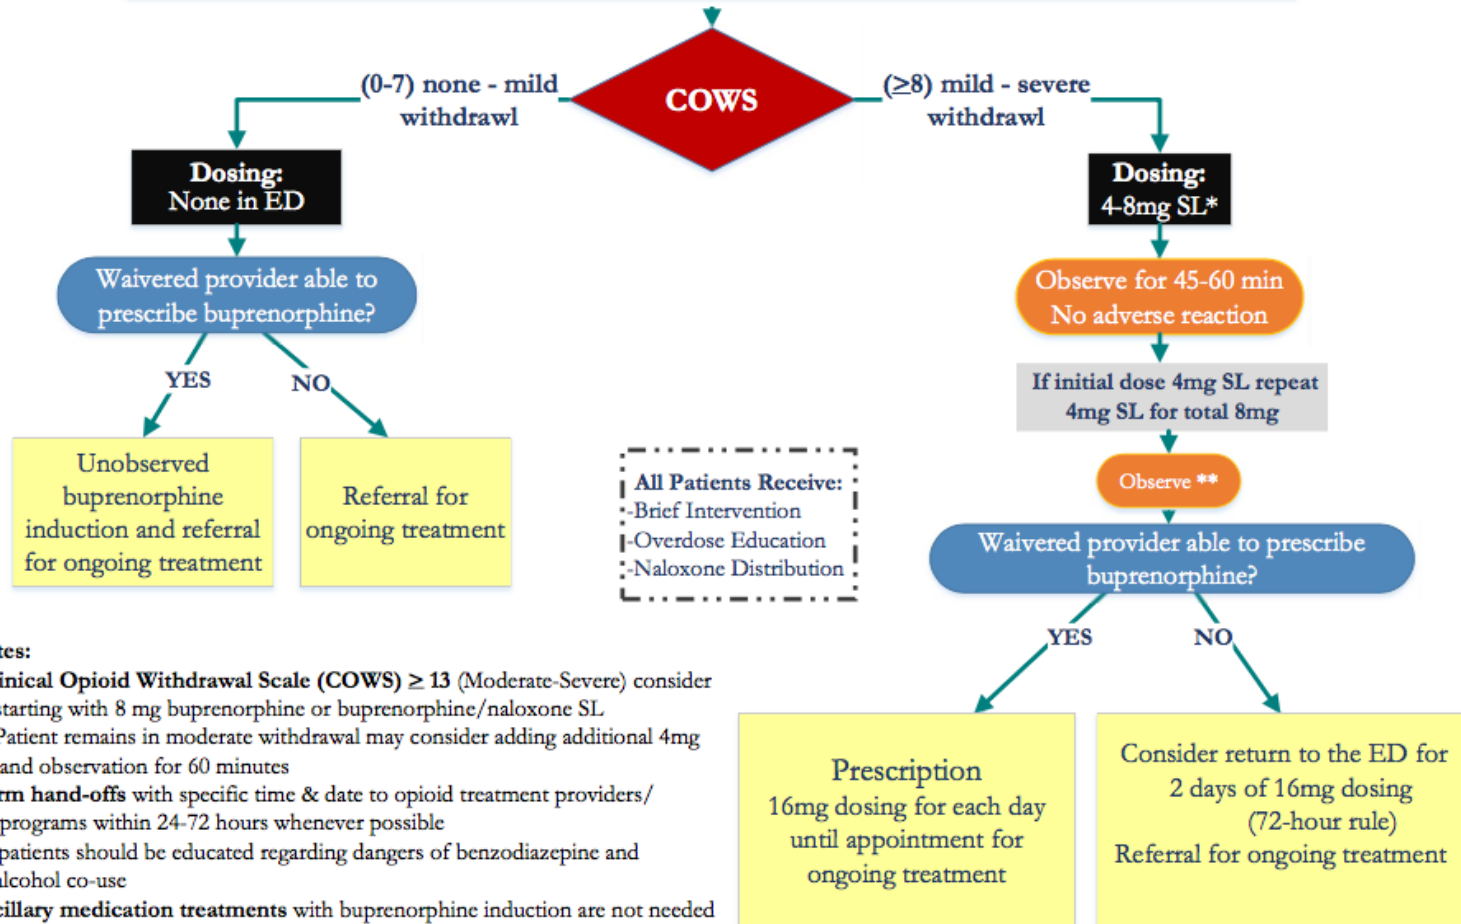 COWS
(0-7) none - mild
withdrawl
(≥8) mild - severe
withdrawl
Dosing:
None in ED
Waivered provider able to
prescribe buprenorphine?
YES
NO
Unobserved
buprenorphine
induction and referral
for ongoing treatment
Referral for
ongoing treatment
Dosing:
4-8mg SL*
Observe for 45-60 min
No adverse reaction
If initial dose 4mg SL repeat
4mg SL for total 8mg
Observe **
Waivered provider able to prescribe
buprenorphine?
YES
NO
Prescription
16mg dosing for each day
until appointment for
ongoing treatment
Consider return to the ED for
2 days of 16mg dosing
(72-hour rule)
Referral for ongoing treatment
All Patients Receive:
-Brief Intervention
-Overdose Education
-Naloxone Distribution
tes:
inical Opioid Withdrawal Scale (COWS) ≥ 13 (Moderate-Severe) consider
starting with 8 mg buprenorphine or buprenorphine/naloxone SL
Patient remains in moderate withdrawal may consider adding additional 4mg
and observation for 60 minutes
rm hand-offs with specific time & date to opioid treatment providers/
programs within 24-72 hours whenever possible
patients should be educated regarding dangers of benzodiazepine and
alcohol co-use
cillary medication treatments with buprenorphine induction are not needed